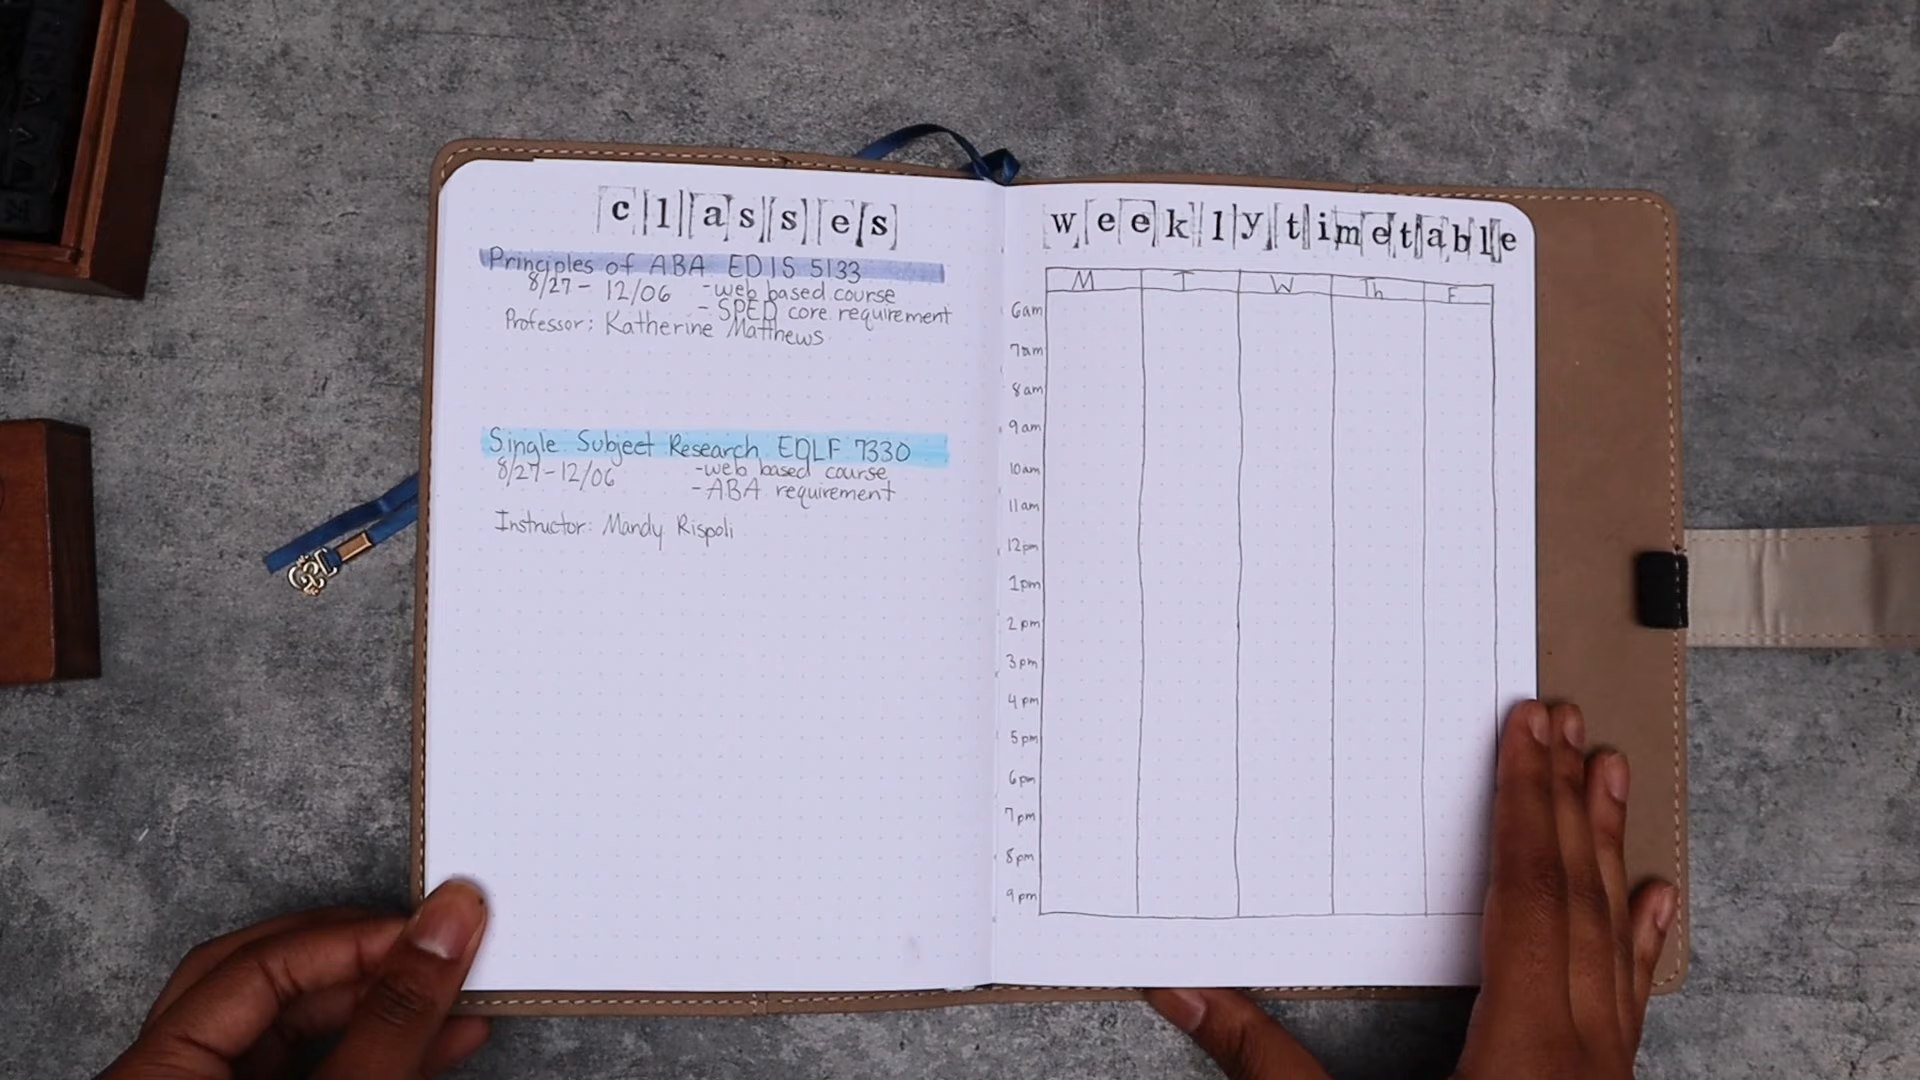 classes
Principles of ABA EDIS 5133
8/27 - 12/06 - web based course
- SPED core requirement
Professor: Katherine Matthews
Single Subject Research EDLF 7330
8/27 - 12/06 - web based course
- ABA requirement
Instructor: Mandy Rispoli
weekly timetable
M T W Th F
6am
7am
8am
9am
10am
11am
12pm
1pm
2pm
3pm
4pm
5pm
6pm
7pm
8pm
9pm